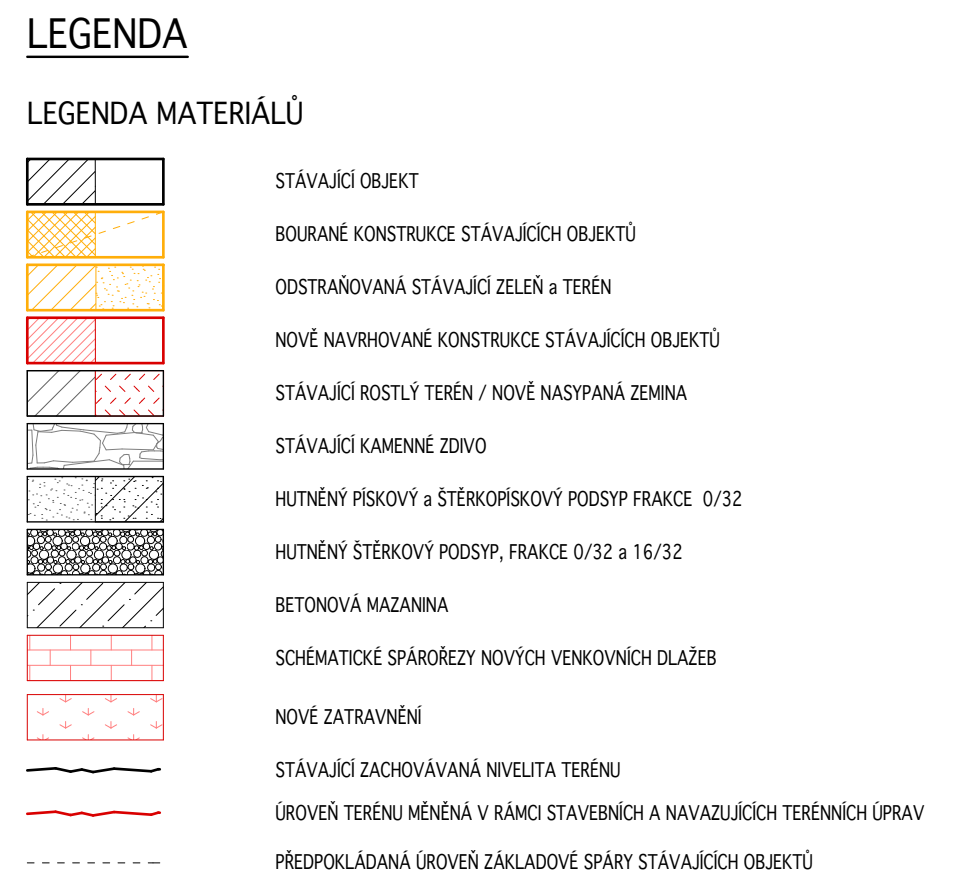 LEGENDA
LEGENDA MATERIÁLŮ
STÁVAJÍCÍ OBJEKT
BOURANÉ KONSTRUKCE STÁVAJÍCÍCH OBJEKTŮ
ODSTRAŇOVANÁ STÁVAJÍCÍ ZELEŇ a TERÉN
NOVĚ NAVRHOVANÉ KONSTRUKCE STÁVAJÍCÍCH OBJEKTŮ
STÁVAJÍCÍ ROSTLÝ TERÉN / NOVĚ NASYPANÁ ZEMINA
STÁVAJÍCÍ KAMENNÉ ZDIVO
HUTNĚNÝ PÍSKOVÝ a ŠTĚRKOPÍSKOVÝ PODSYP FRAKCE 0/32
HUTNĚNÝ ŠTĚRKOVÝ PODSYP, FRAKCE 0/32 a 16/32
BETONOVÁ MAZANINA
SCHÉMATICKÉ SPÁROŘEZY NOVÝCH VENKOVNÍCH DLAŽEB
NOVÉ ZATRAVNĚNÍ
STÁVAJÍCÍ ZACHOVÁVANÁ NIVELITA TERÉNU
ÚROVEŇ TERÉNU MĚNĚNÁ V RÁMCI STAVEBNÍCH A NAVAZUJÍCÍCH TERÉNNÍCH ÚPRAV
PŘEDPOKLÁDANÁ ÚROVEŇ ZÁKLADOVÉ SPÁRY STÁVAJÍCÍCH OBJEKTŮ